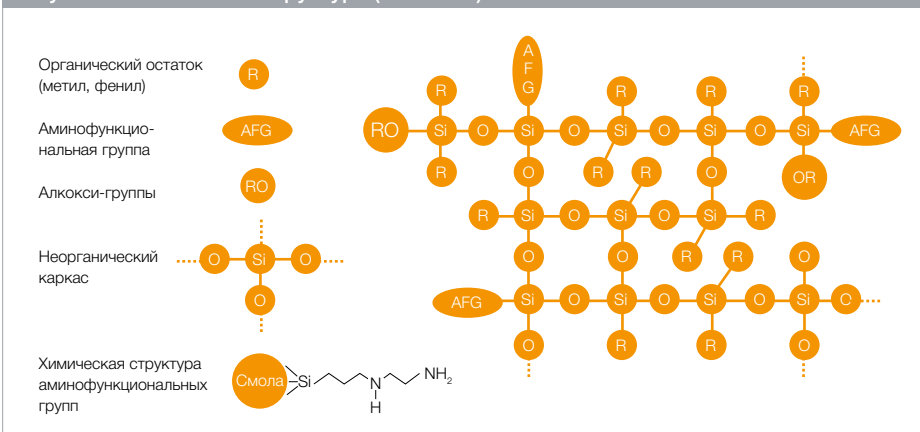 Органический остаток
(метил, фенил)
R
Аминофункцио-
нальная группа
AFG
Алкокси-группы
RO
Неорганический
каркас
O Si O
O
Химическая структура
аминофункциональных
групп
Смола Si N NH2
H
A
F
G
R R R R
RO Si O Si O Si O Si O Si AFG
R O R R O OR
R Si O Si O Si R
O O R R O
AFG Si O Si O Si O Si O
O R R O